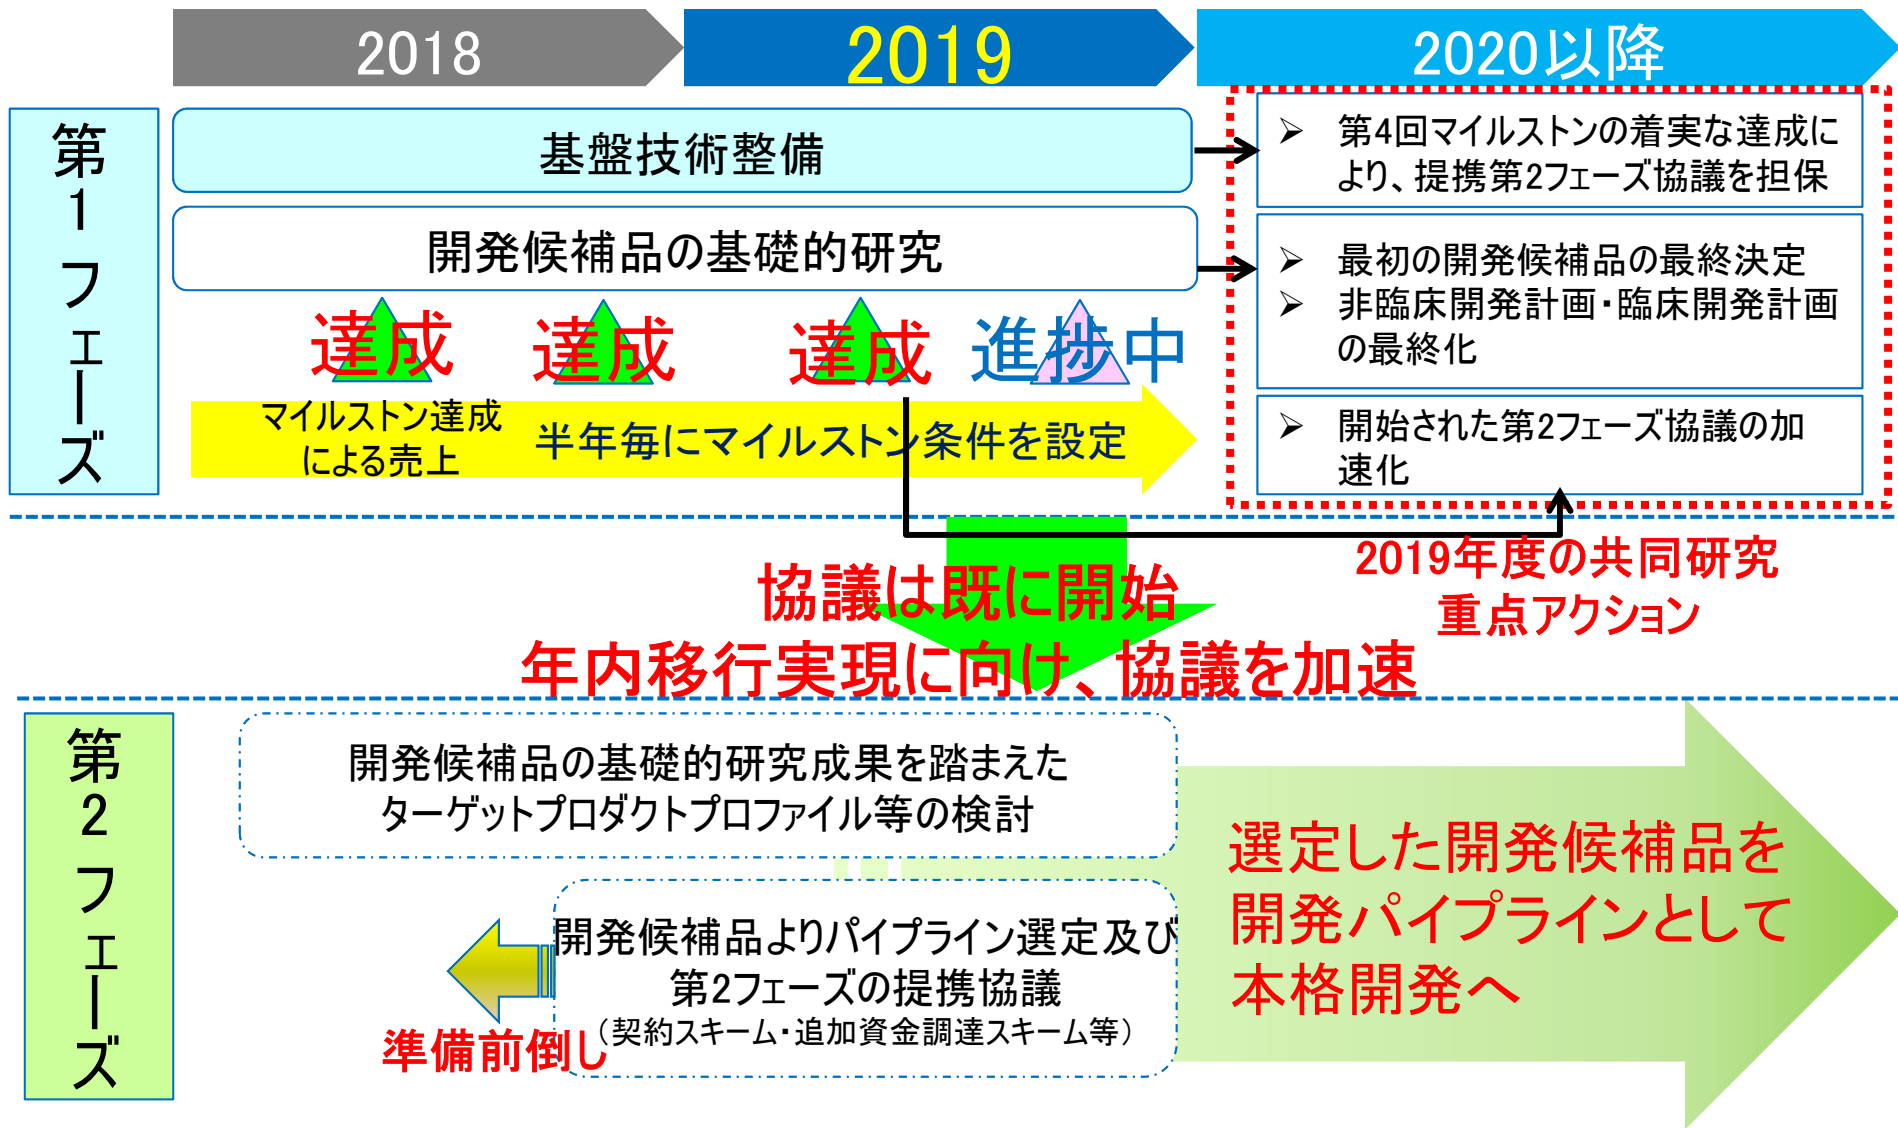 2018
2019
2020以降
第1フェーズ
基盤技術整備
開発候補品の基礎的研究
達成
達成
達成
進捗中
マイルストン達成
による売上
半年毎にマイルストン条件を設定
➢ 第4回マイルストンの着実な達成に
より、提携第2フェーズ協議を担保
➢ 最初の開発候補品の最終決定
➢ 非臨床開発計画・臨床開発計画
の最終化
➢ 開始された第2フェーズ協議の加
速化
2019年度の共同研究
重点アクション
協議は既に開始
年内移行実現に向け、協議を加速
第2フェーズ
開発候補品の基礎的研究成果を踏まえた
ターゲットプロダクトプロファイル等の検討
開発候補品よりパイプライン選定及び
第2フェーズの提携協議
（契約スキーム・追加資金調達スキーム等）
準備前倒し
選定した開発候補品を
開発パイプラインとして
本格開発へ